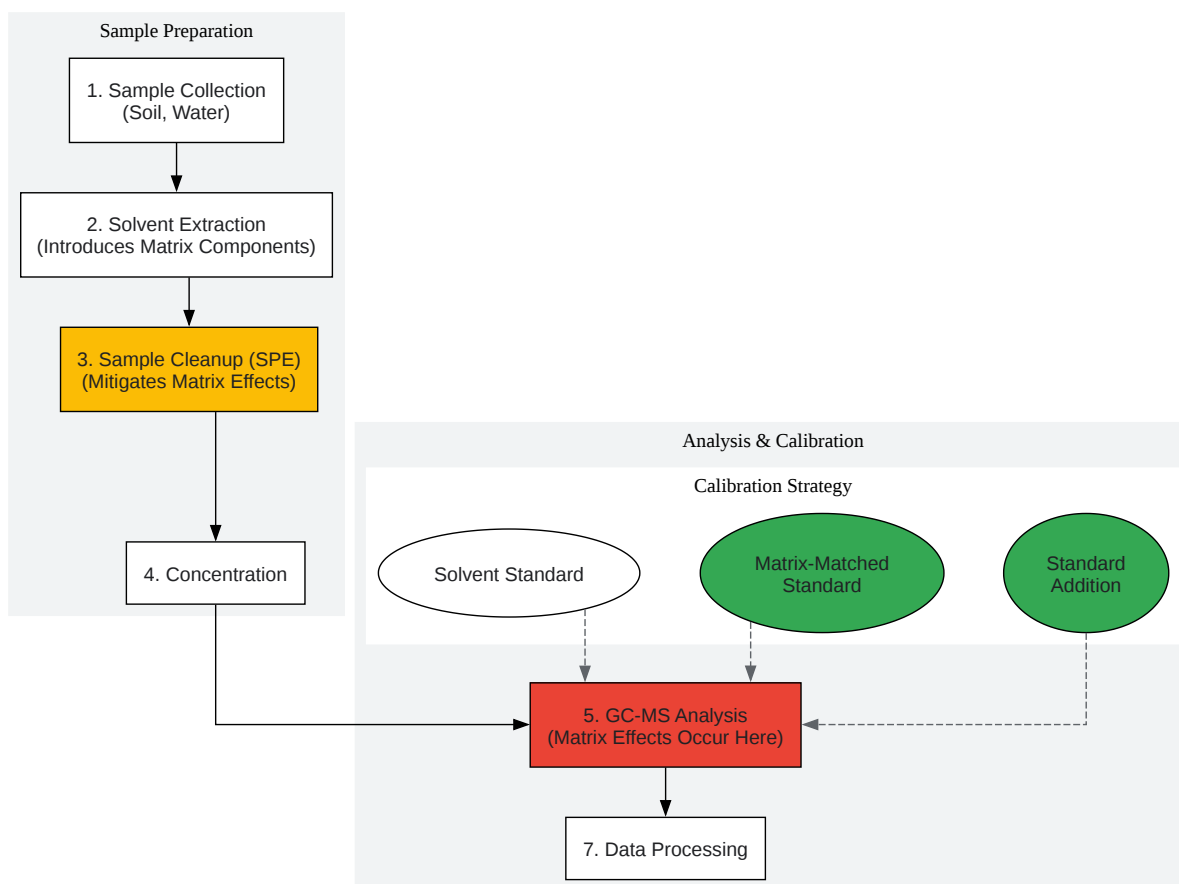 Sample Preparation
1. Sample Collection
(Soil, Water)
2. Solvent Extraction
(Introduces Matrix Components)
3. Sample Cleanup (SPE)
(Mitigates Matrix Effects)
4. Concentration
Analysis & Calibration
Calibration Strategy
Solvent Standard
Matrix-Matched
Standard
Standard
Addition
5. GC-MS Analysis
(Matrix Effects Occur Here)
7. Data Processing